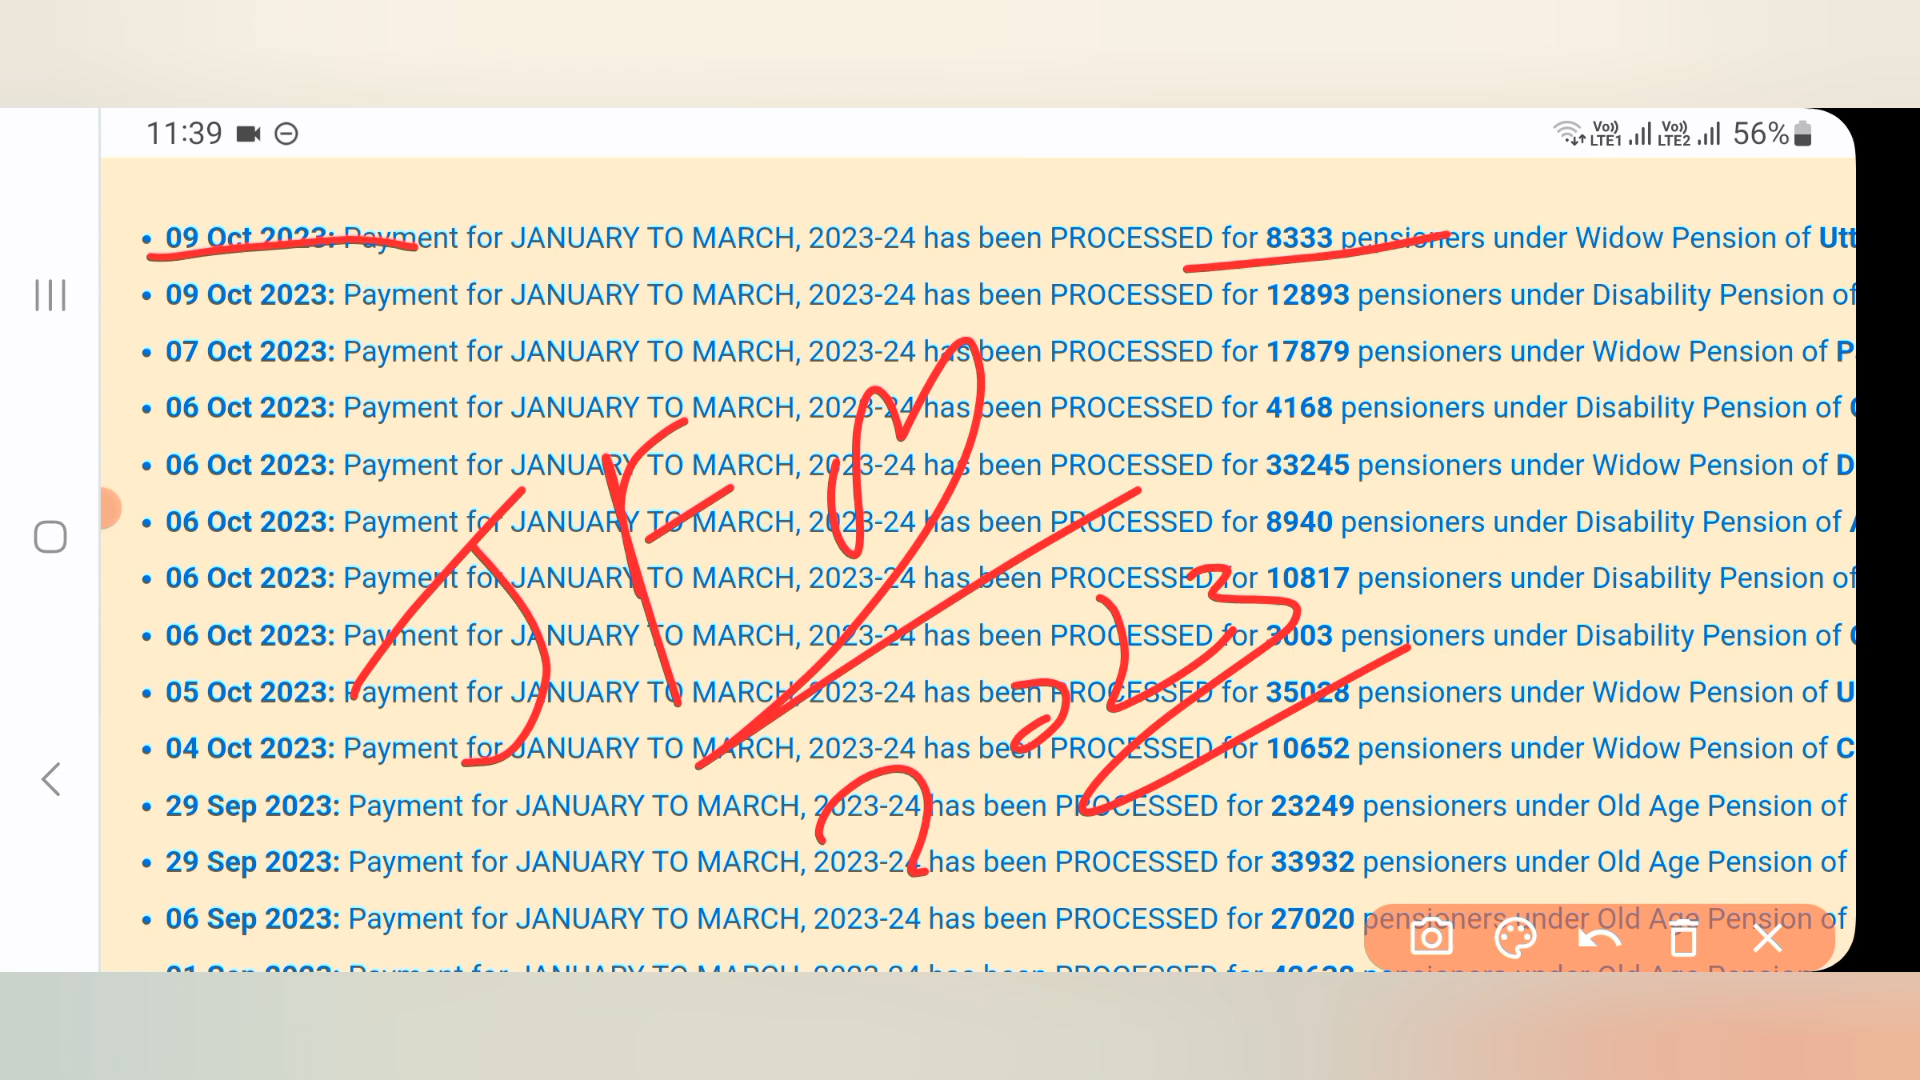 11:39 Vo)) LTE1 Vo)) LTE2 56%
• 09 Oct 2023: Payment for JANUARY TO MARCH, 2023-24 has been PROCESSED for 8333 pensioners under Widow Pension of Utt
• 09 Oct 2023: Payment for JANUARY TO MARCH, 2023-24 has been PROCESSED for 12893 pensioners under Disability Pension of
• 07 Oct 2023: Payment for JANUARY TO MARCH, 2023-24 has been PROCESSED for 17879 pensioners under Widow Pension of P
• 06 Oct 2023: Payment for JANUARY TO MARCH, 2023-24 has been PROCESSED for 4168 pensioners under Disability Pension of
• 06 Oct 2023: Payment for JANUARY TO MARCH, 2023-24 has been PROCESSED for 33245 pensioners under Widow Pension of D
• 06 Oct 2023: Payment for JANUARY TO MARCH, 2023-24 has been PROCESSED for 8940 pensioners under Disability Pension of
• 06 Oct 2023: Payment for JANUARY TO MARCH, 2023-24 has been PROCESSED for 10817 pensioners under Disability Pension of
• 06 Oct 2023: Payment for JANUARY TO MARCH, 2023-24 has been PROCESSED for 3003 pensioners under Disability Pension of
• 05 Oct 2023: Payment for JANUARY TO MARCH, 2023-24 has been PROCESSED for 35028 pensioners under Widow Pension of U
• 04 Oct 2023: Payment for JANUARY TO MARCH, 2023-24 has been PROCESSED for 10652 pensioners under Widow Pension of C
• 29 Sep 2023: Payment for JANUARY TO MARCH, 2023-24 has been PROCESSED for 23249 pensioners under Old Age Pension of
• 29 Sep 2023: Payment for JANUARY TO MARCH, 2023-24 has been PROCESSED for 33932 pensioners under Old Age Pension of
• 06 Sep 2023: Payment for JANUARY TO MARCH, 2023-24 has been PROCESSED for 27020 pensioners under Old Age Pension of
JFM
2023